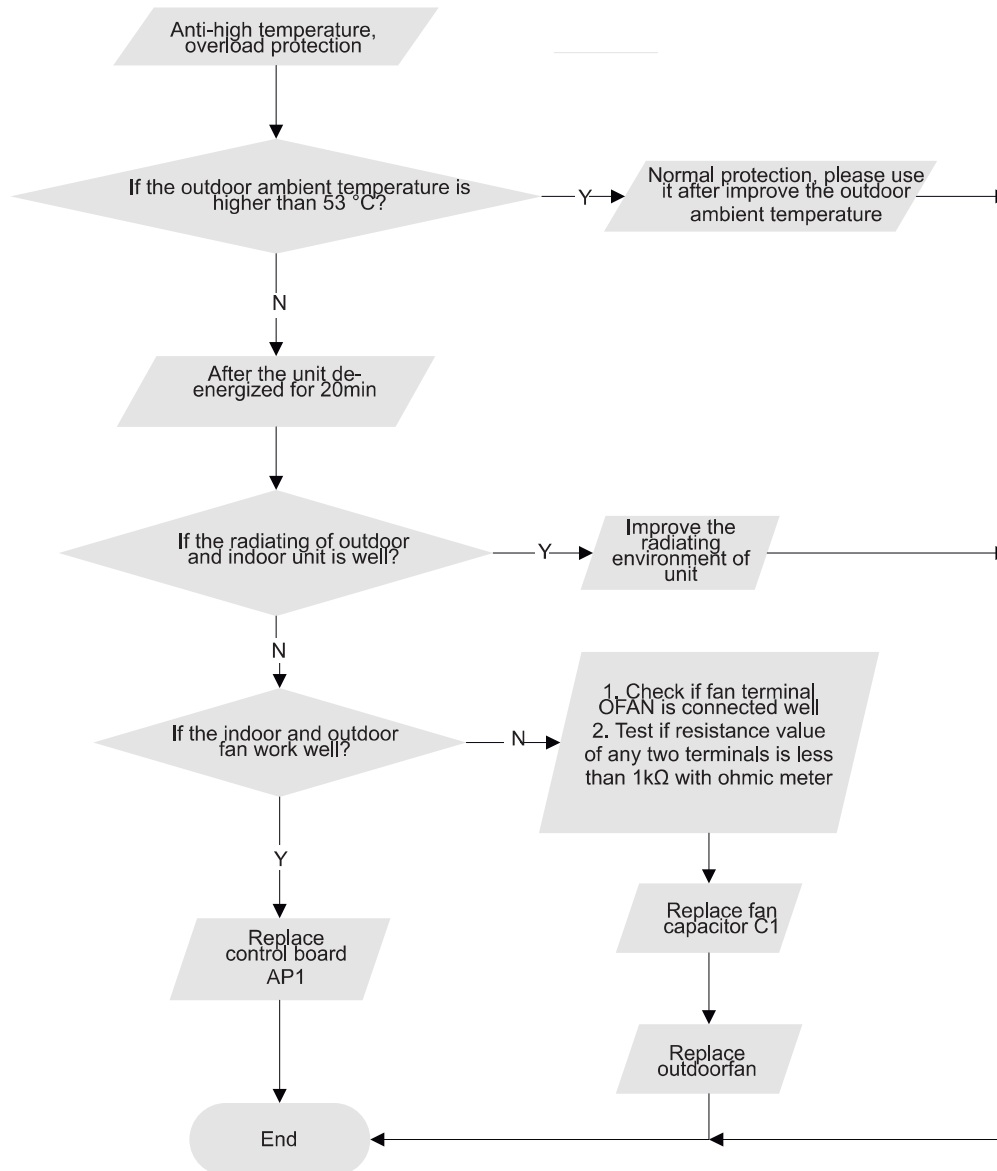 Anti-high temperature,
overload protection
If the outdoor ambient temperature is
higher than 53 °C?
Y
Normal protection, please use
it after improve the outdoor
ambient temperature
N
After the unit de-
energized for 20min
If the radiating of outdoor
and indoor unit is well?
Y
Improve the
radiating
environment of
unit
N
If the indoor and outdoor
fan work well?
N
1. Check if fan terminal
OFAN is connected well
2. Test if resistance value
of any two terminals is less
than 1kΩ with ohmic meter
Y
Replace fan
capacitor C1
Replace
control board
AP1
Replace
outdoorfan
End